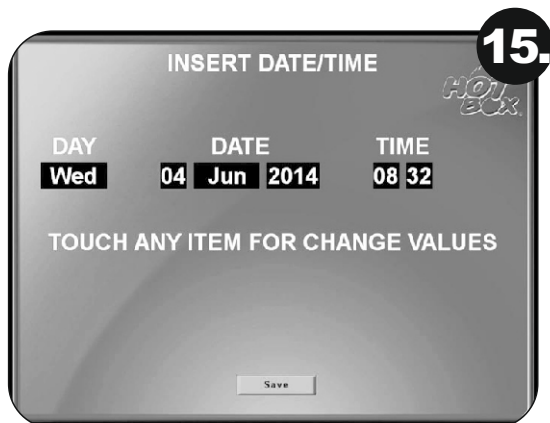 15.
INSERT DATE/TIME
HOT
BOX
DAY DATE TIME
Wed 04 Jun 2014 08 32
TOUCH ANY ITEM FOR CHANGE VALUES
Save